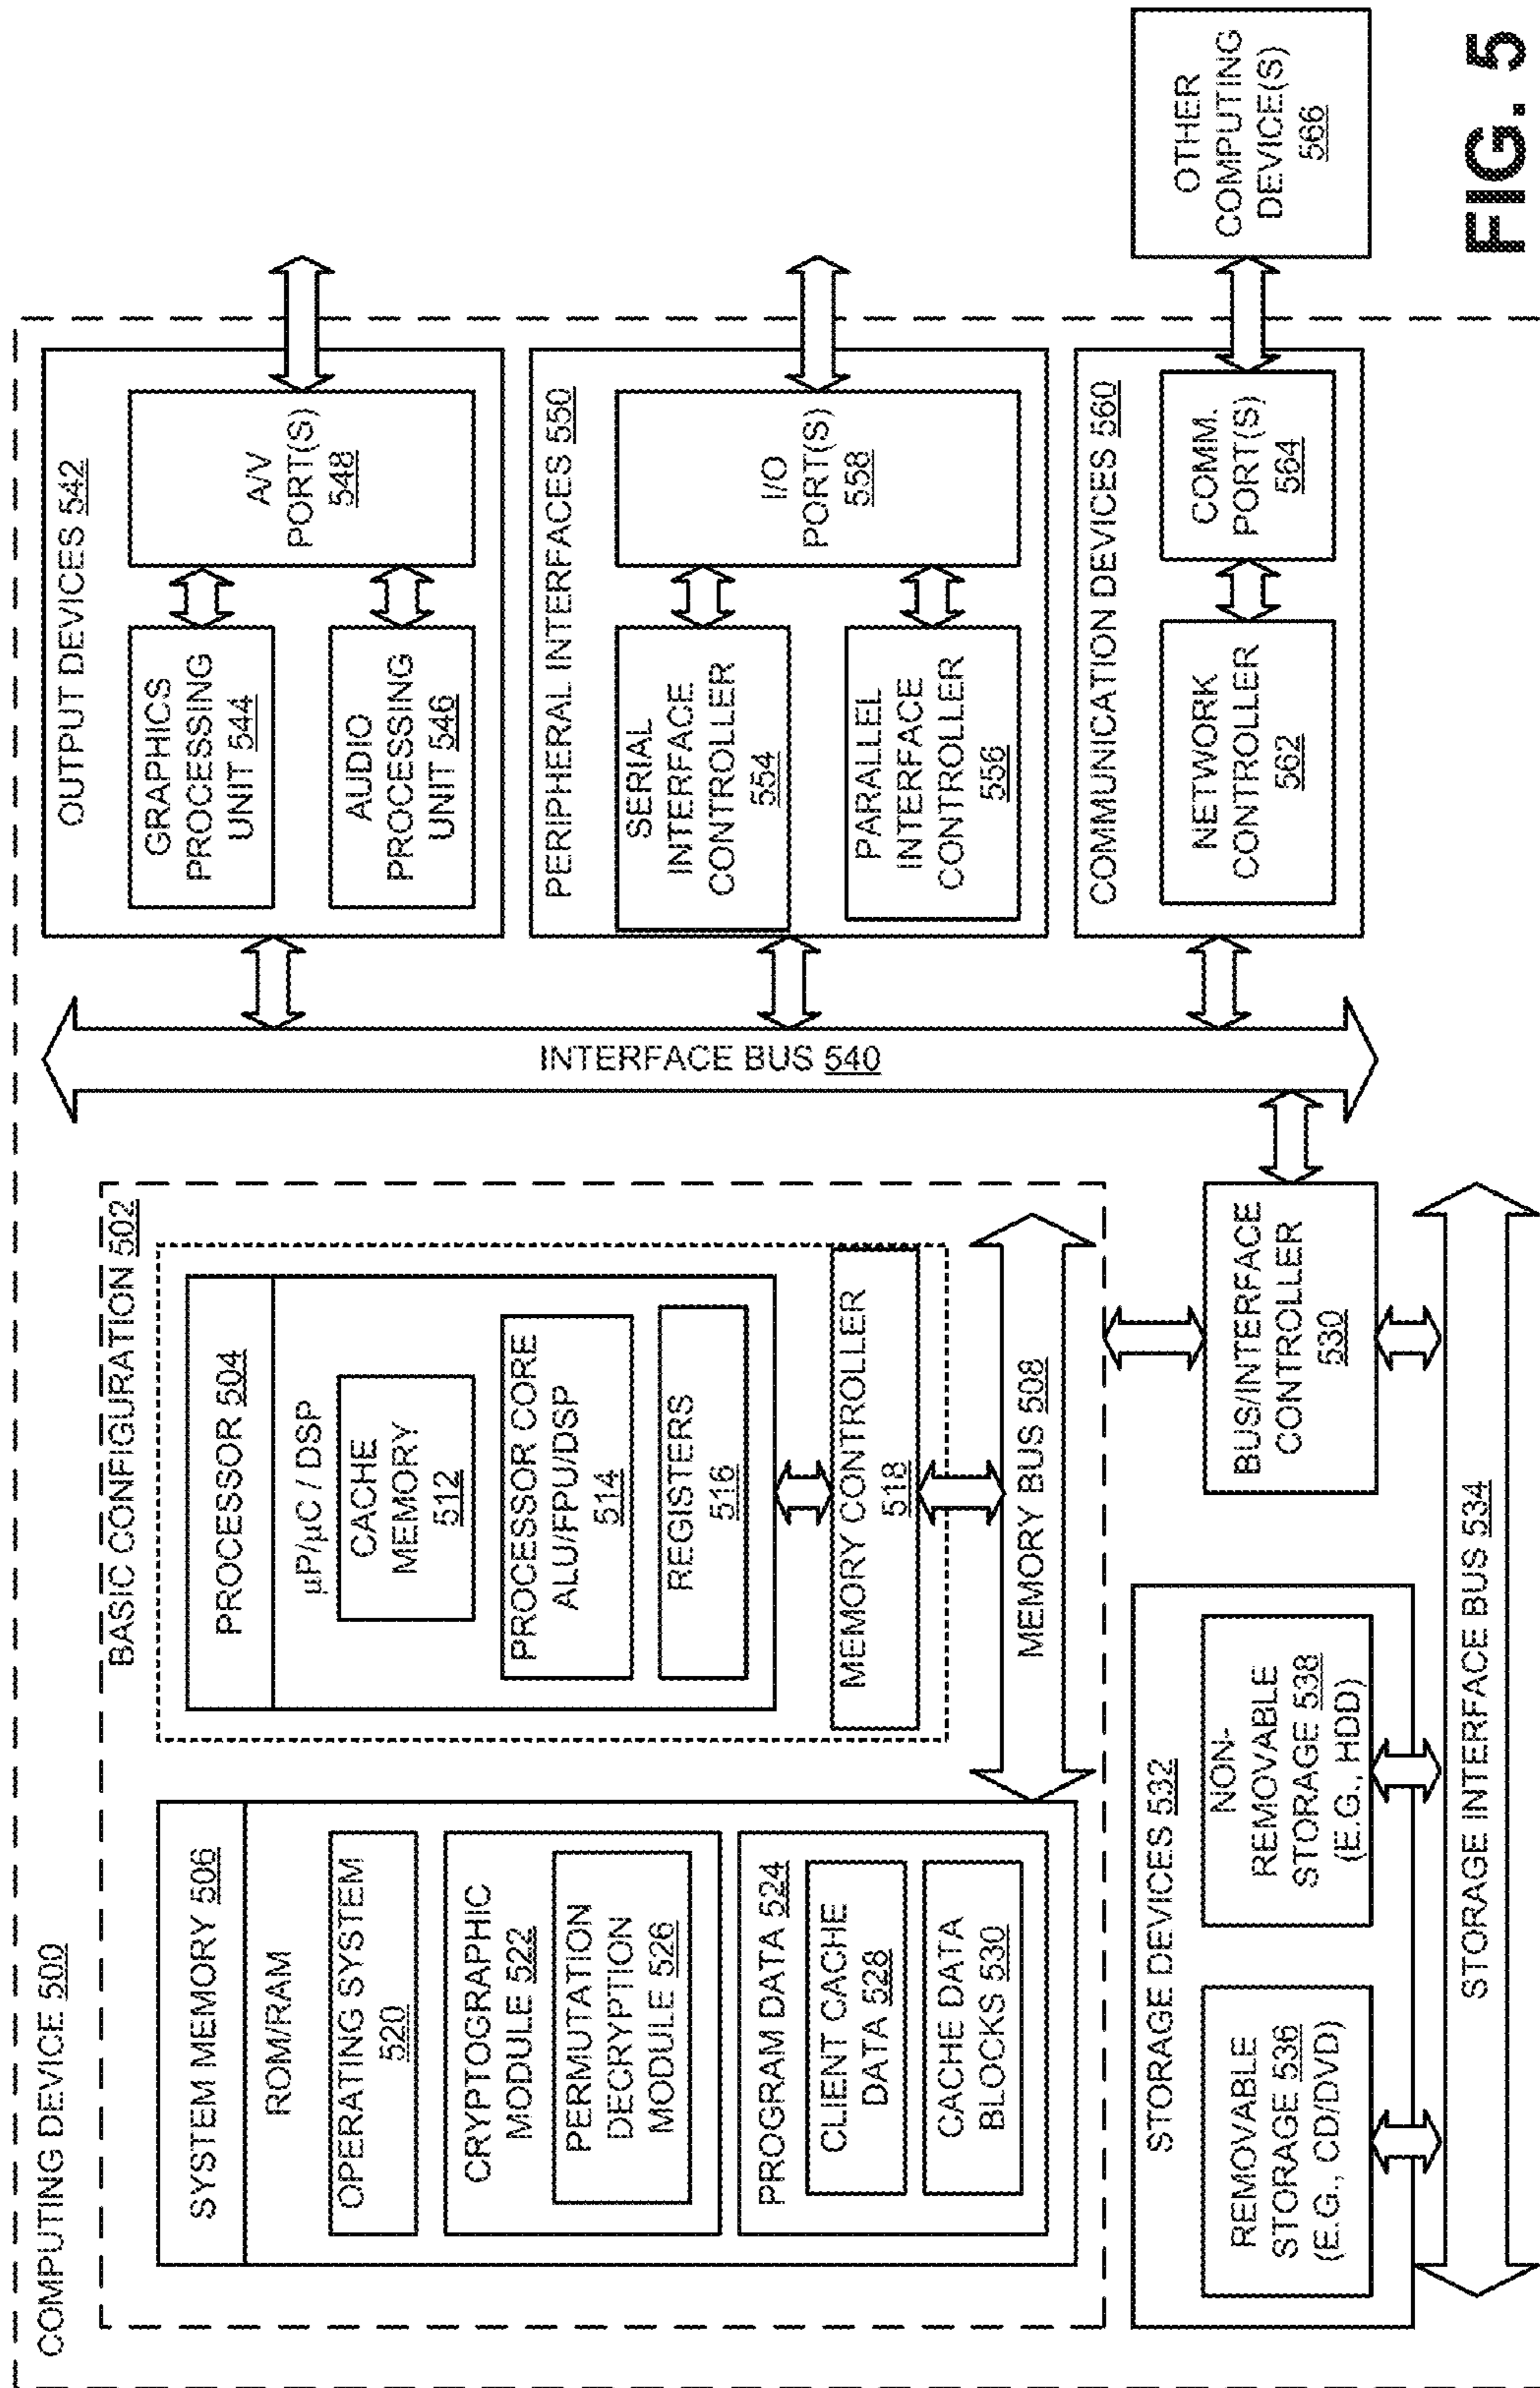 COMPUTING DEVICE 500
BASIC CONFIGURATION 502
SYSTEM MEMORY 506
ROM/RAM
OPERATING SYSTEM
520
CRYPTOGRAPHIC
MODULE 522
PERMUTATION
DECRYPTION
MODULE 526
PROGRAM DATA 524
CLIENT CACHE
DATA 528
CACHE DATA
BLOCKS 530
PROCESSOR 504
µP/µC / DSP
CACHE
MEMORY
512
PROCESSOR CORE
ALU/FPU/DSP
514
REGISTERS
516
MEMORY CONTROLLER
518
MEMORY BUS 508
BUS/INTERFACE
CONTROLLER
530
STORAGE DEVICES 532
REMOVABLE
STORAGE 536
(E.G., CD/DVD)
NON-
REMOVABLE
STORAGE 538
(E.G., HDD)
STORAGE INTERFACE BUS 534
INTERFACE BUS 540
OUTPUT DEVICES 542
GRAPHICS
PROCESSING
UNIT 544
AUDIO
PROCESSING
UNIT 546
A/V
PORT(S)
548
PERIPHERAL INTERFACES 550
SERIAL
INTERFACE
CONTROLLER
554
PARALLEL
INTERFACE
CONTROLLER
556
I/O
PORT(S)
558
COMMUNICATION DEVICES 560
NETWORK
CONTROLLER
562
COMM.
PORT(S)
564
OTHER
COMPUTING
DEVICE(S)
566
FIG. 5